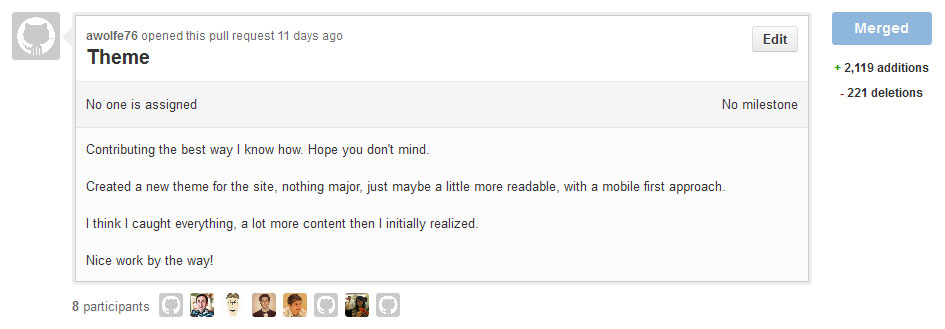 awolfe76 opened this pull request 11 days ago
Theme
Edit
Merged
+ 2,119 additions
- 221 deletions
No one is assigned
No milestone
Contributing the best way I know how. Hope you don't mind.
Created a new theme for the site, nothing major, just maybe a little more readable, with a mobile first approach.
I think I caught everything, a lot more content then I initially realized.
Nice work by the way!
8 participants